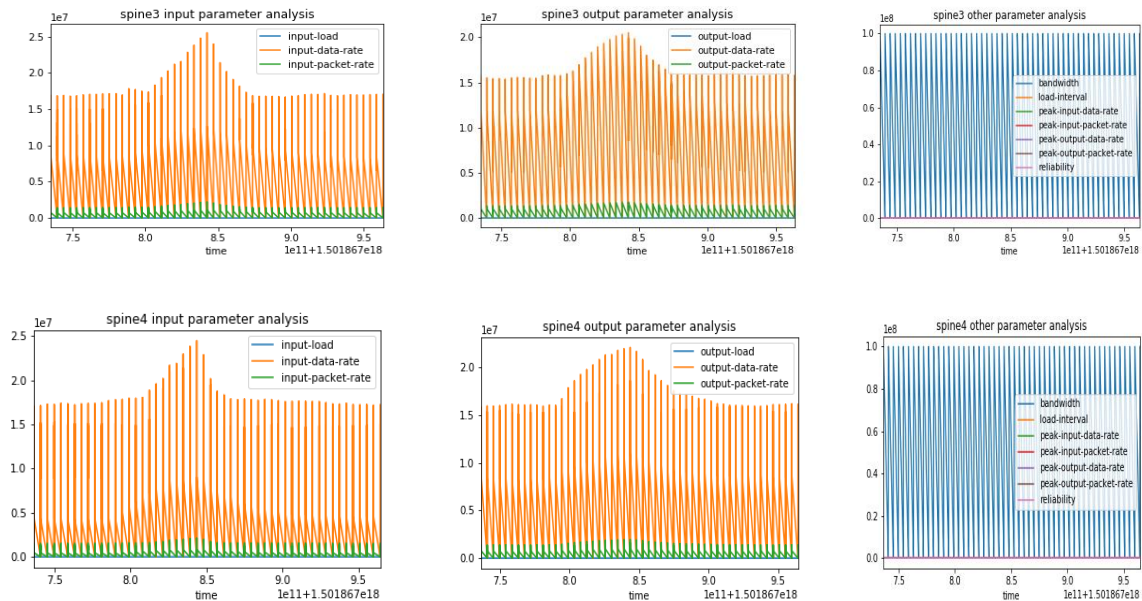 spine3 input parameter analysis
1e7
2.5
2.0
1.5
1.0
0.5
0.0
input-load
input-data-rate
input-packet-rate
7.5 8.0 8.5 9.0 9.5
time
1e11+1.501867e18
spine3 output parameter analysis
1e7
2.0
1.5
1.0
0.5
0.0
output-load
output-data-rate
output-packet-rate
7.5 8.0 8.5 9.0 9.5
time
1e11+1.501867e18
spine3 other parameter analysis
1e8
1.0
0.8
0.6
0.4
0.2
0.0
bandwidth
load-interval
peak-input-data-rate
peak-input-packet-rate
peak-output-data-rate
peak-output-packet-rate
reliability
7.5 8.0 8.5 9.0 9.5
time
1e11+1.501867e18
spine4 input parameter analysis
1e7
2.5
2.0
1.5
1.0
0.5
0.0
input-load
input-data-rate
input-packet-rate
7.5 8.0 8.5 9.0 9.5
time
1e11+1.501867e18
spine4 output parameter analysis
1e7
2.0
1.5
1.0
0.5
0.0
output-load
output-data-rate
output-packet-rate
7.5 8.0 8.5 9.0 9.5
time
1e11+1.501867e18
spine4 other parameter analysis
1e8
1.0
0.8
0.6
0.4
0.2
0.0
bandwidth
load-interval
peak-input-data-rate
peak-input-packet-rate
peak-output-data-rate
peak-output-packet-rate
reliability
7.5 8.0 8.5 9.0 9.5
time
1e11+1.501867e18